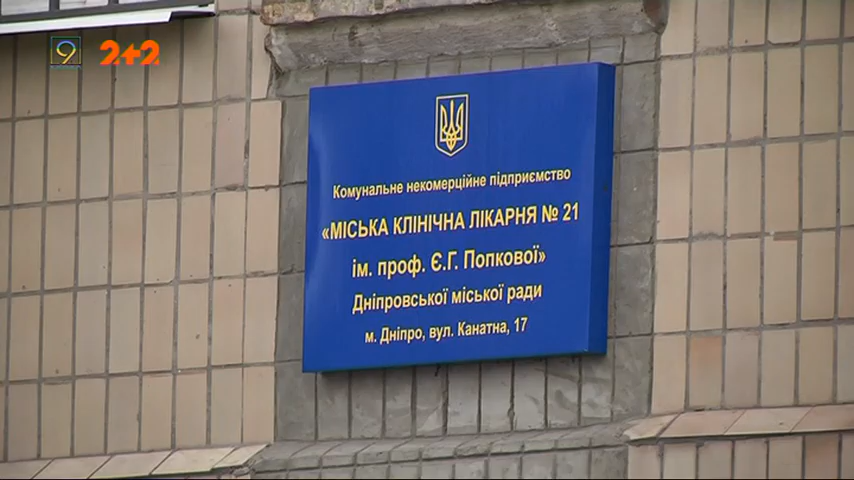 9 2+2
Комунальне некомерційне підприємство
«МІСЬКА КЛІНІЧНА ЛІКАРНЯ № 21
ім. проф. Є.Г. Попкової»
Дніпровської міської ради
м. Дніпро, вул. Канатна, 17